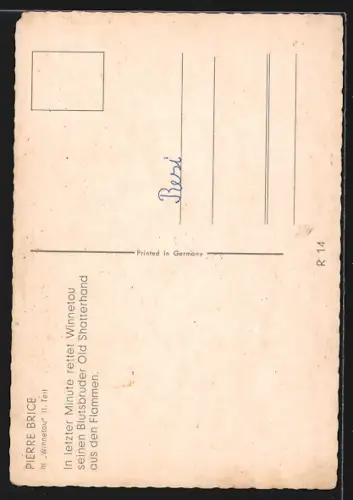 PIERRE BRICE
in „Winnetou" II. Teil
In letzter Minute rettet Winnetou
seinen Blutsbruder Old Shatterhand
aus den Flammen.
Printed in Germany
Resi
R 14